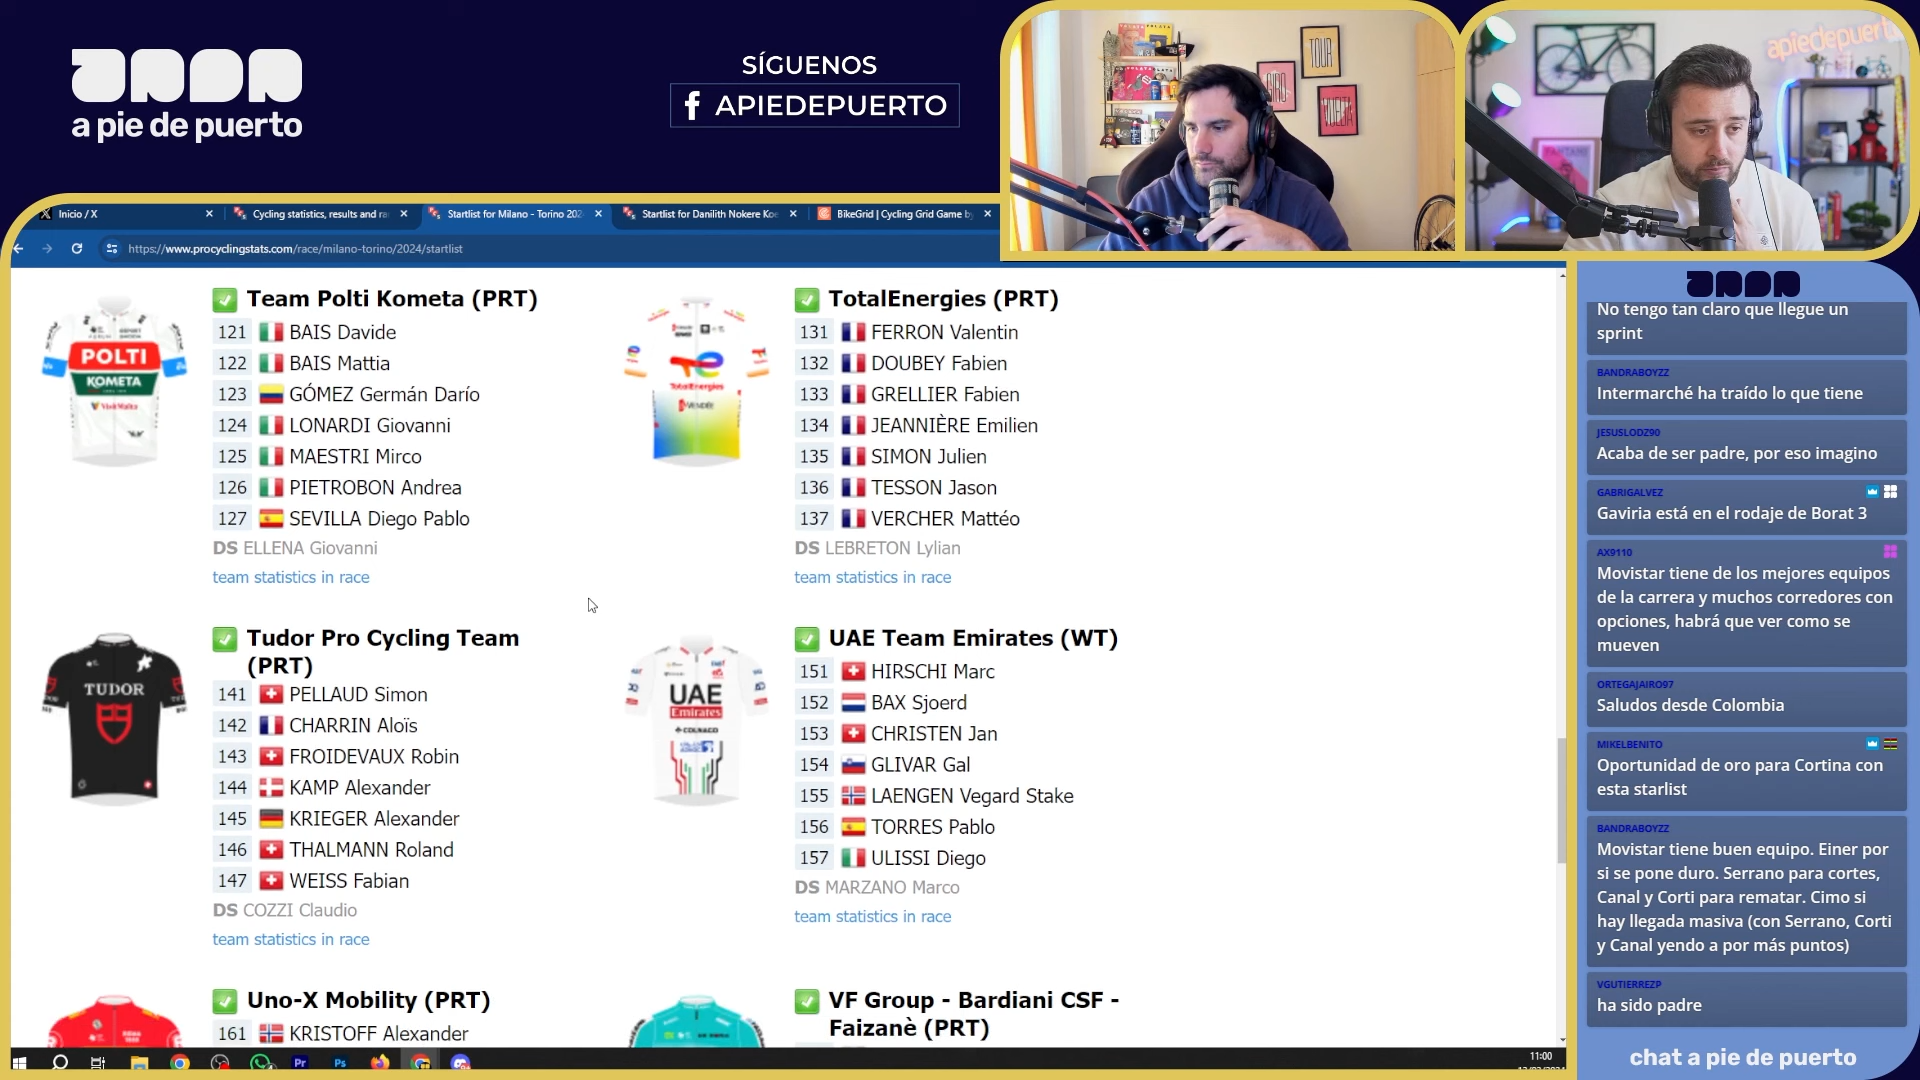 a pie de puerto
SÍGUENOS
APIEDEPUERTO
TOUR
GIRO
VUELTA
apiedepuerto
Inicio / X
Cycling statistics, results and ra
Startlist for Milano - Torino 202
Startlist for Danilith Nokere Koe
BikeGrid | Cycling Grid Game by
https://www.procyclingstats.com/race/milano-torino/2024/startlist
Team Polti Kometa (PRT)
121 BAIS Davide
122 BAIS Mattia
123 GÓMEZ Germán Darío
124 LONARDI Giovanni
125 MAESTRI Mirco
126 PIETROBON Andrea
127 SEVILLA Diego Pablo
DS ELLENA Giovanni
team statistics in race
POLTI
KOMETA
TotalEnergies (PRT)
131 FERRON Valentin
132 DOUBEY Fabien
133 GRELLIER Fabien
134 JEANNIÈRE Emilien
135 SIMON Julien
136 TESSON Jason
137 VERCHER Mattéo
DS LEBRETON Lylian
team statistics in race
TotalEnergies
Tudor Pro Cycling Team
(PRT)
141 PELLAUD Simon
142 CHARRIN Aloïs
143 FROIDEVAUX Robin
144 KAMP Alexander
145 KRIEGER Alexander
146 THALMANN Roland
147 WEISS Fabian
DS COZZI Claudio
team statistics in race
TUDOR
UAE Team Emirates (WT)
151 HIRSCHI Marc
152 BAX Sjoerd
153 CHRISTEN Jan
154 GLIVAR Gal
155 LAENGEN Vegard Stake
156 TORRES Pablo
157 ULISSI Diego
DS MARZANO Marco
team statistics in race
UAE
Emirates
COLNAGO
Uno-X Mobility (PRT)
161 KRISTOFF Alexander
VF Group - Bardiani CSF -
Faizanè (PRT)
11:00
No tengo tan claro que llegue un
sprint
BANDRABOYZZ
Intermarché ha traído lo que tiene
JESUSLODZ90
Acaba de ser padre, por eso imagino
GABRIGALVEZ
Gaviria está en el rodaje de Borat 3
AX9110
Movistar tiene de los mejores equipos
de la carrera y muchos corredores con
opciones, habrá que ver como se
mueven
ORTEGAJAIRO97
Saludos desde Colombia
MIKELBENITO
Oportunidad de oro para Cortina con
esta starlist
BANDRABOYZZ
Movistar tiene buen equipo. Einer por
si se pone duro. Serrano para cortes,
Canal y Corti para rematar. Cimo si
hay llegada masiva (con Serrano, Corti
y Canal yendo a por más puntos)
VGUTIERREZP
ha sido padre
chat a pie de puerto